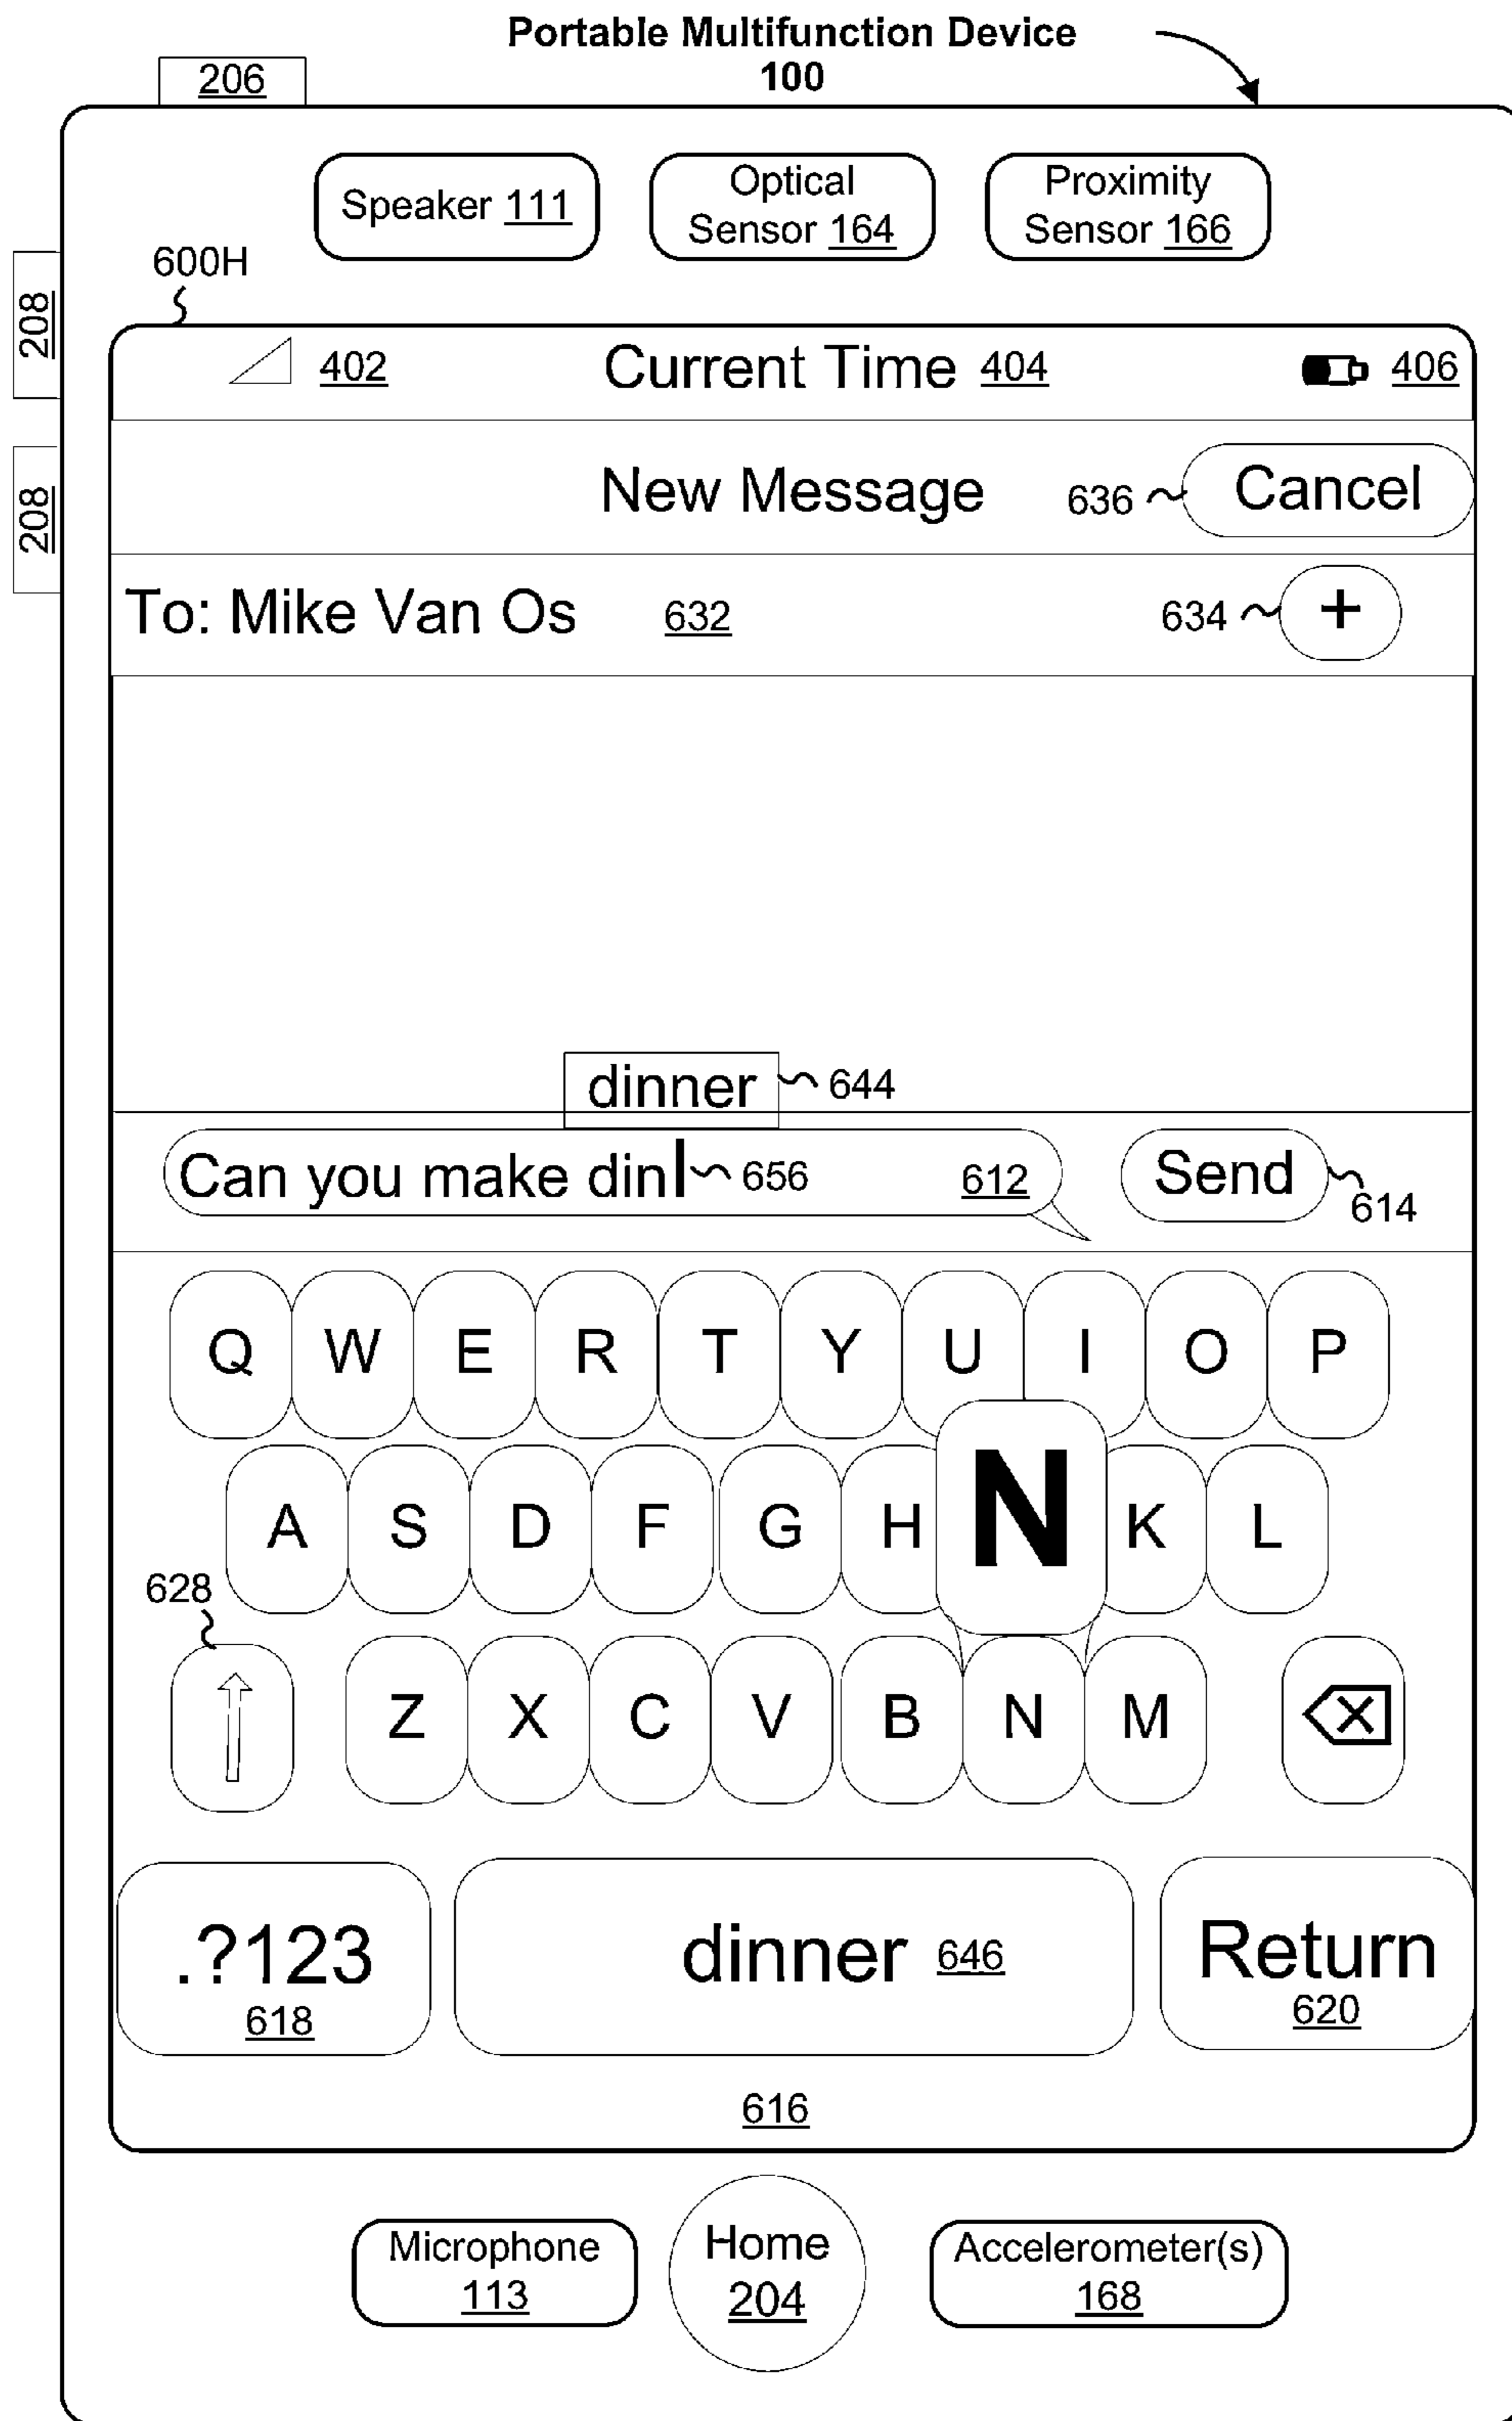 Portable Multifunction Device
100
206
Speaker 111
Optical
Sensor 164
Proximity
Sensor 166
600H
208
208
402
Current Time 404
406
New Message
636
Cancel
To: Mike Van Os
632
634
+
dinner
644
Can you make din
656
612
Send
614
Q W E R T Y U I O P
A S D F G H N K L
628
Z X C V B N M
.?123
618
dinner 646
Return
620
616
Microphone
113
Home
204
Accelerometer(s)
168